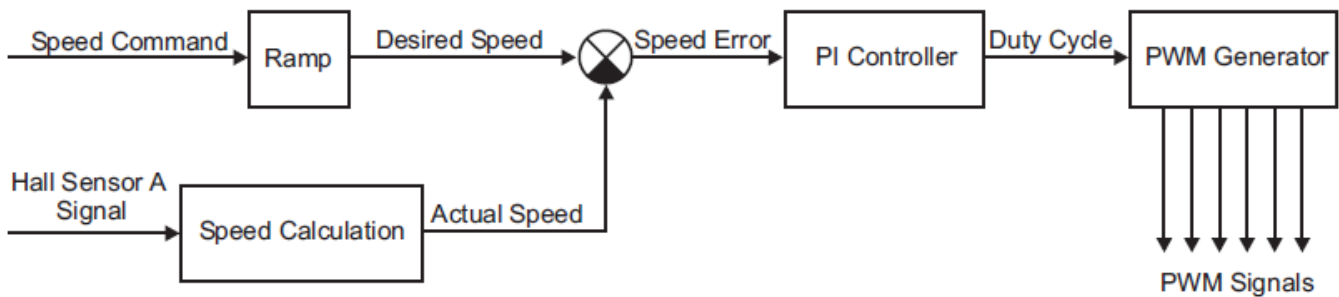 Speed Command
Ramp
Desired Speed
Speed Error
PI Controller
Duty Cycle
PWM Generator
Hall Sensor A
Signal
Speed Calculation
Actual Speed
PWM Signals